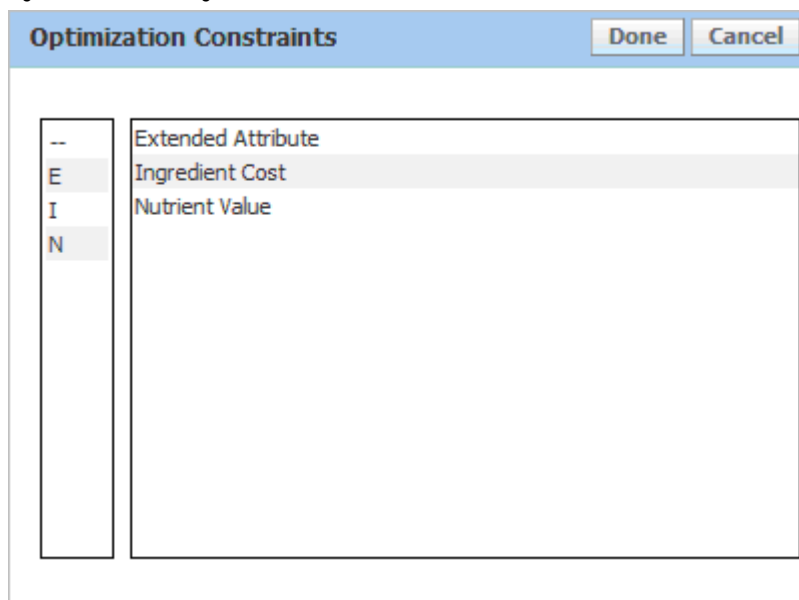 Optimization Constraints
Done
Cancel
--
E
I
N
Extended Attribute
Ingredient Cost
Nutrient Value